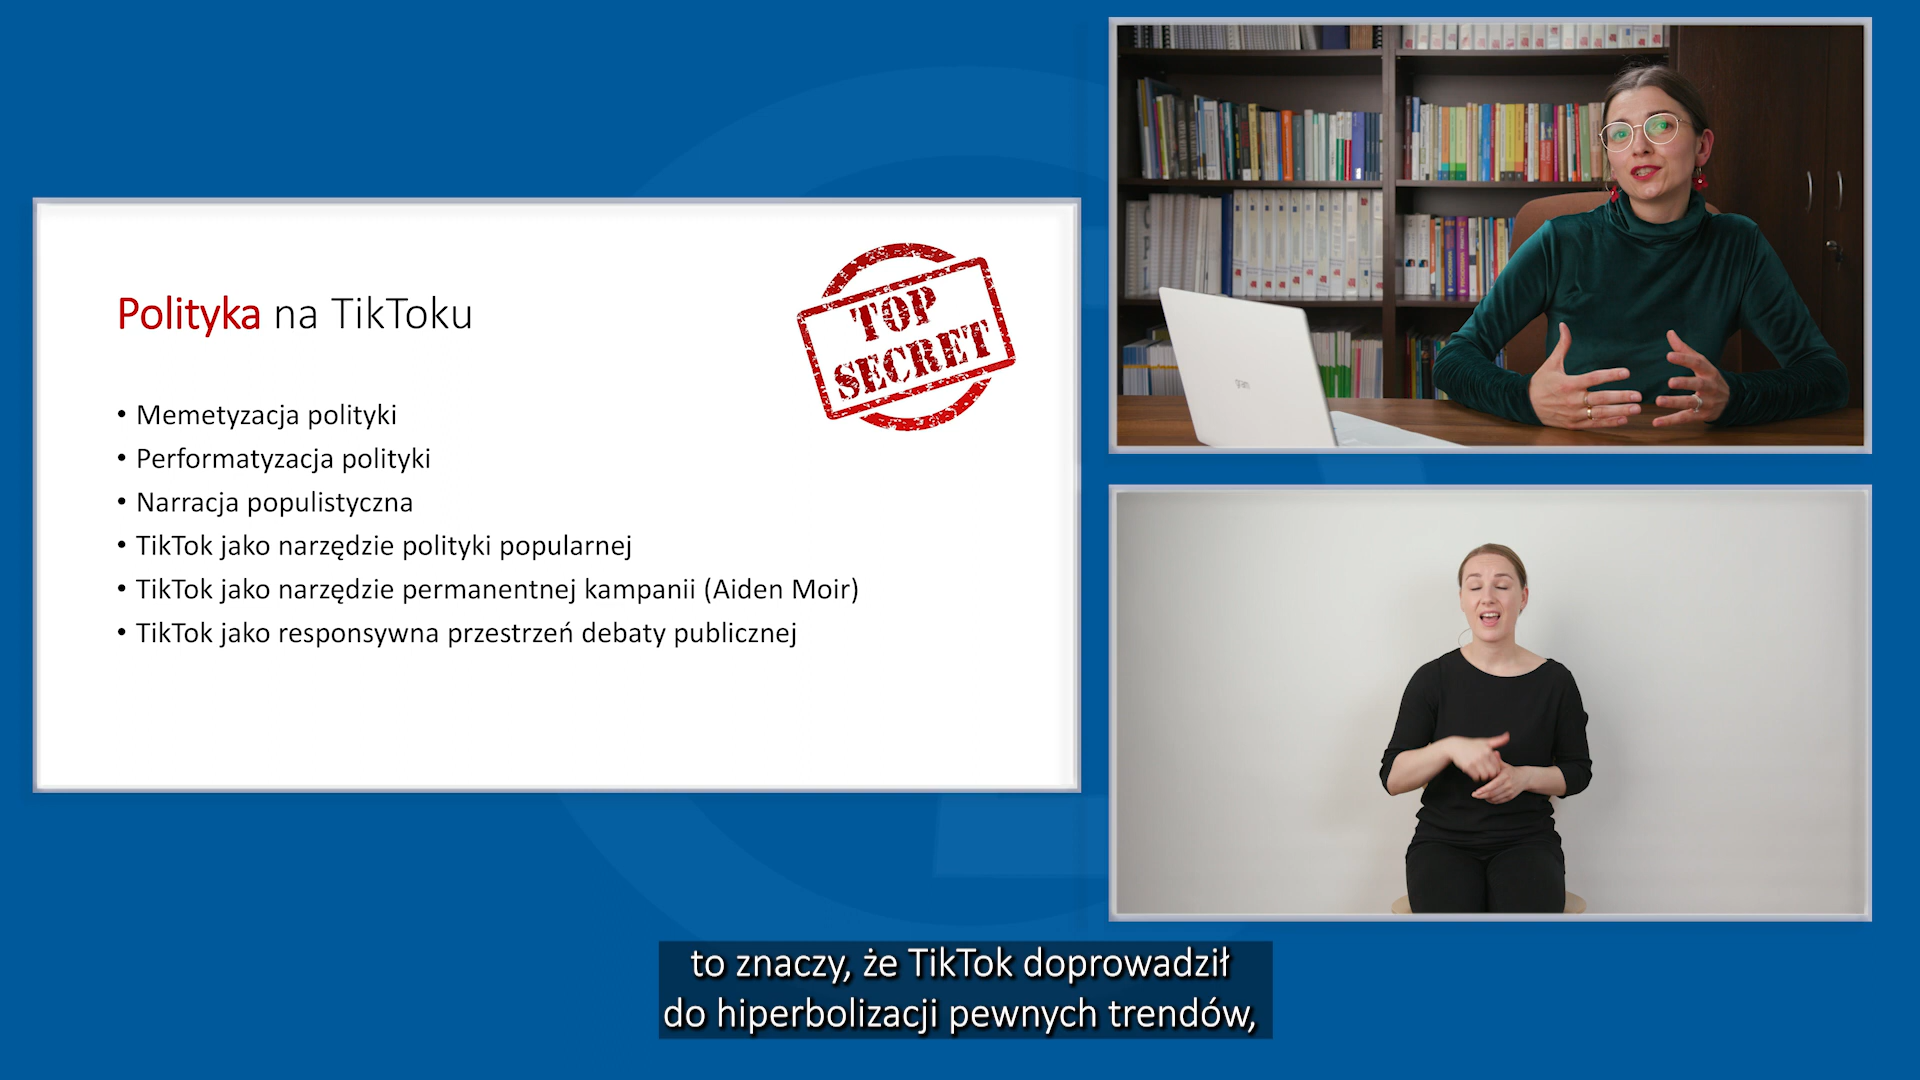 Polityka na TikToku
TOP
SECRET
• Memetyzacja polityki
• Performatyzacja polityki
• Narracja populistyczna
• TikTok jako narzędzie polityki popularnej
• TikTok jako narzędzie permanentnej kampanii (Aiden Moir)
• TikTok jako responsywna przestrzeń debaty publicznej
gram
to znaczy, że TikTok doprowadził
do hiperbolizacji pewnych trendów,